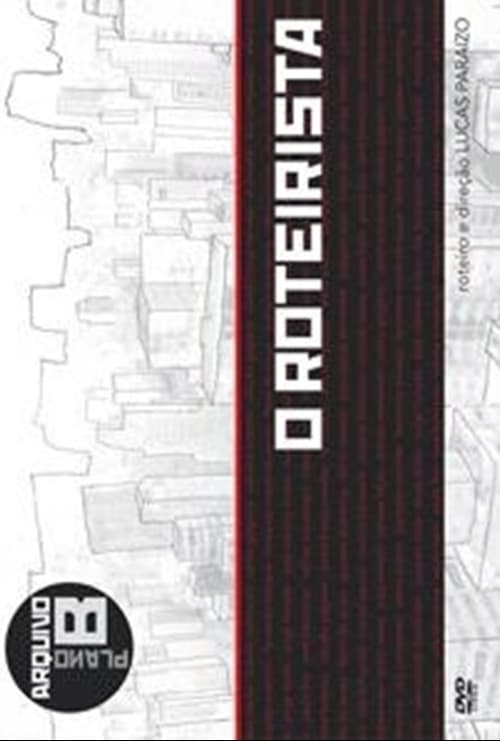 O ROTEIRISTA
roteiro e direção LUCAS PARAIZO
ARQUIVO
PLANO
B
DVD